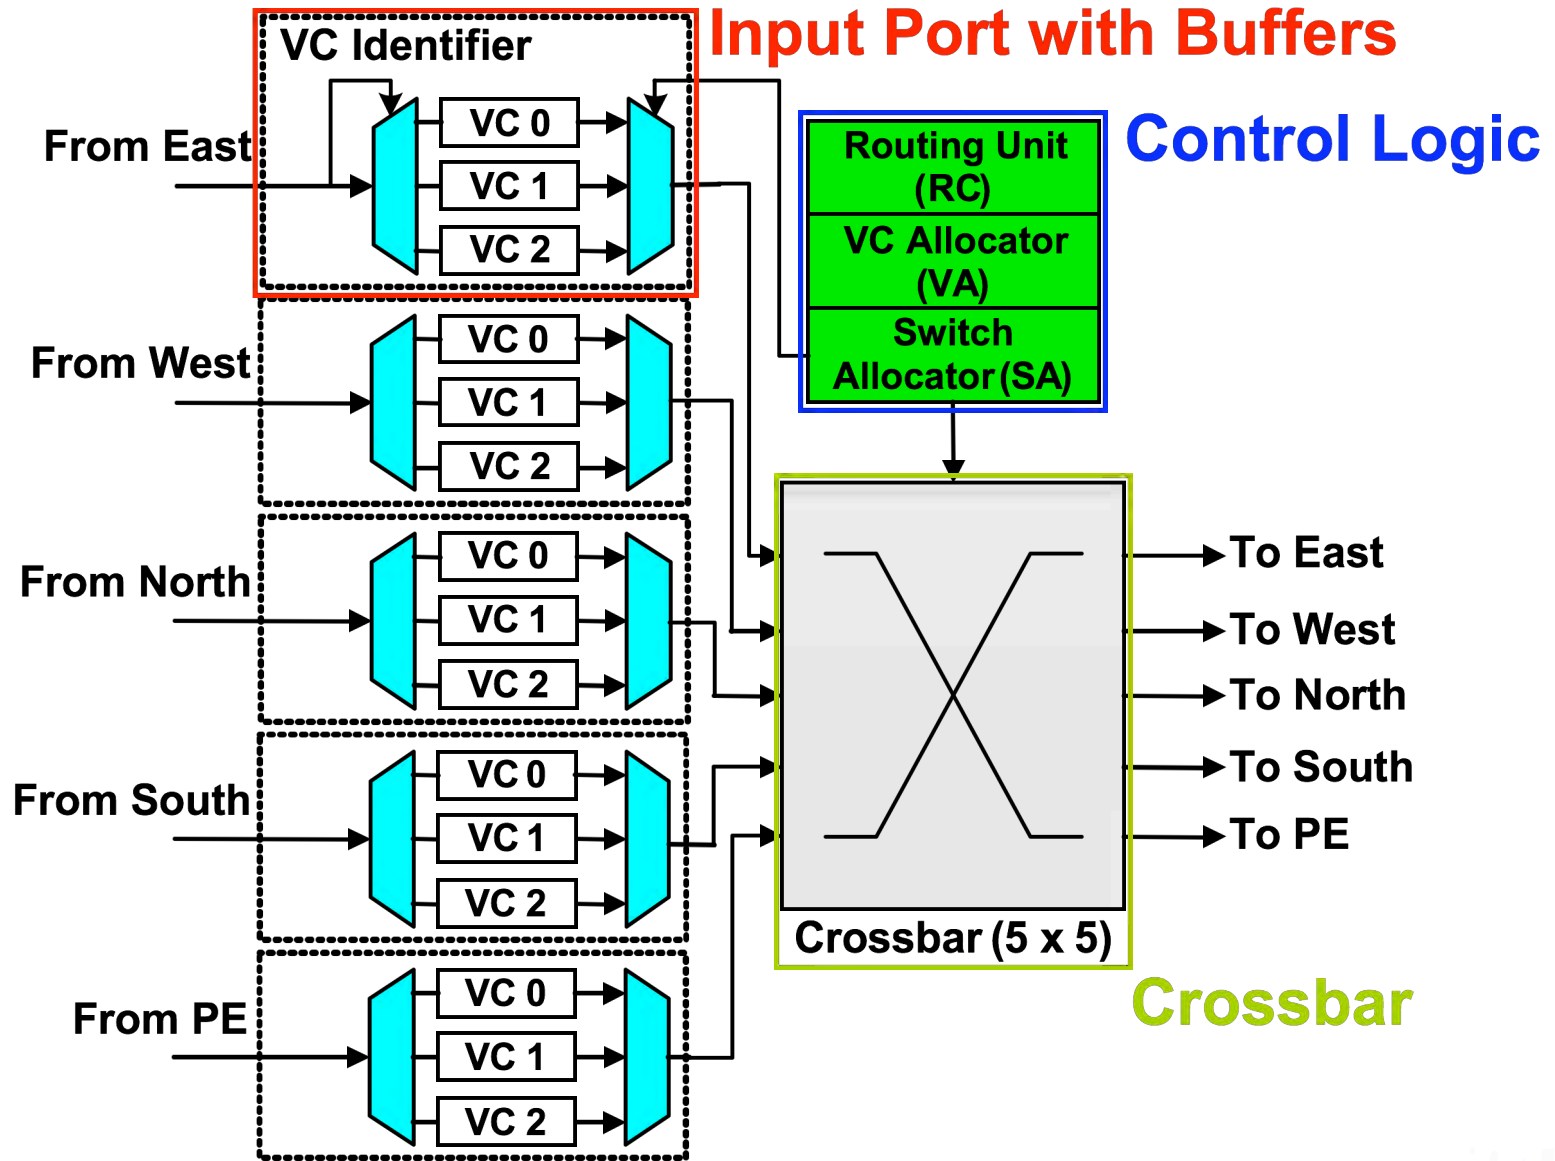 Input Port with Buffers
VC Identifier
From East
VC 0
VC 1
VC 2
Control Logic
Routing Unit
(RC)
VC Allocator
(VA)
Switch
Allocator (SA)
From West
VC 0
VC 1
VC 2
From North
VC 0
VC 1
VC 2
From South
VC 0
VC 1
VC 2
From PE
VC 0
VC 1
VC 2
To East
To West
To North
To South
To PE
Crossbar (5 x 5)
Crossbar